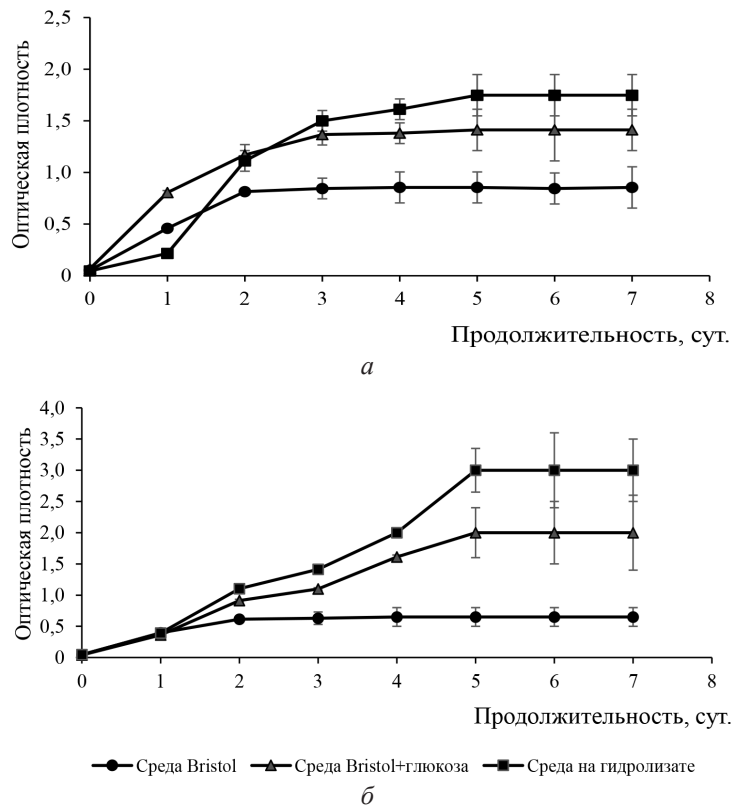 Оптическая плотность
2,5
2,0
1,5
1,0
0,5
0
0 1 2 3 4 5 6 7 8
Продолжительность, сут.
а
Оптическая плотность
4,0
3,5
3,0
2,5
2,0
1,5
1,0
0,5
0
0 1 2 3 4 5 6 7 8
Продолжительность, сут.
Среда Bristol Среда Bristol+глюкоза Среда на гидролизате
б